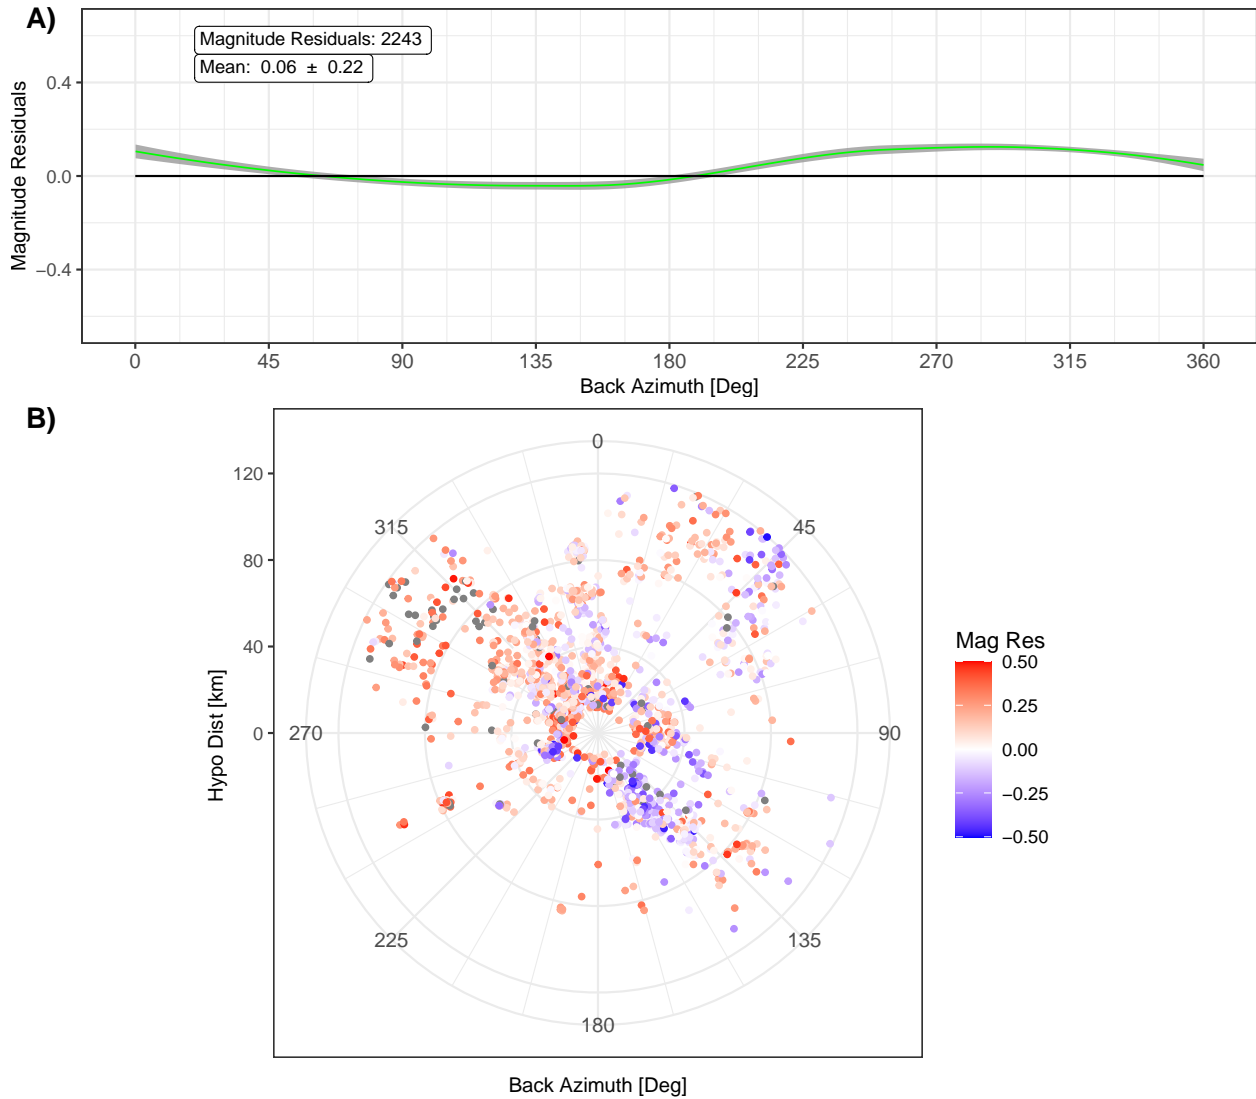 A)
Magnitude Residuals: 2243
Mean:  0.06  ±  0.22
Magnitude Residuals
0.4
0.0
−0.4
0 45 90 135 180 225 270 315 360
Back Azimuth [Deg]
B)
Hypo Dist [km]
120
80
40
0
0
45
90
135
180
225
270
315
Back Azimuth [Deg]
Mag Res
0.50
0.25
0.00
−0.25
−0.50